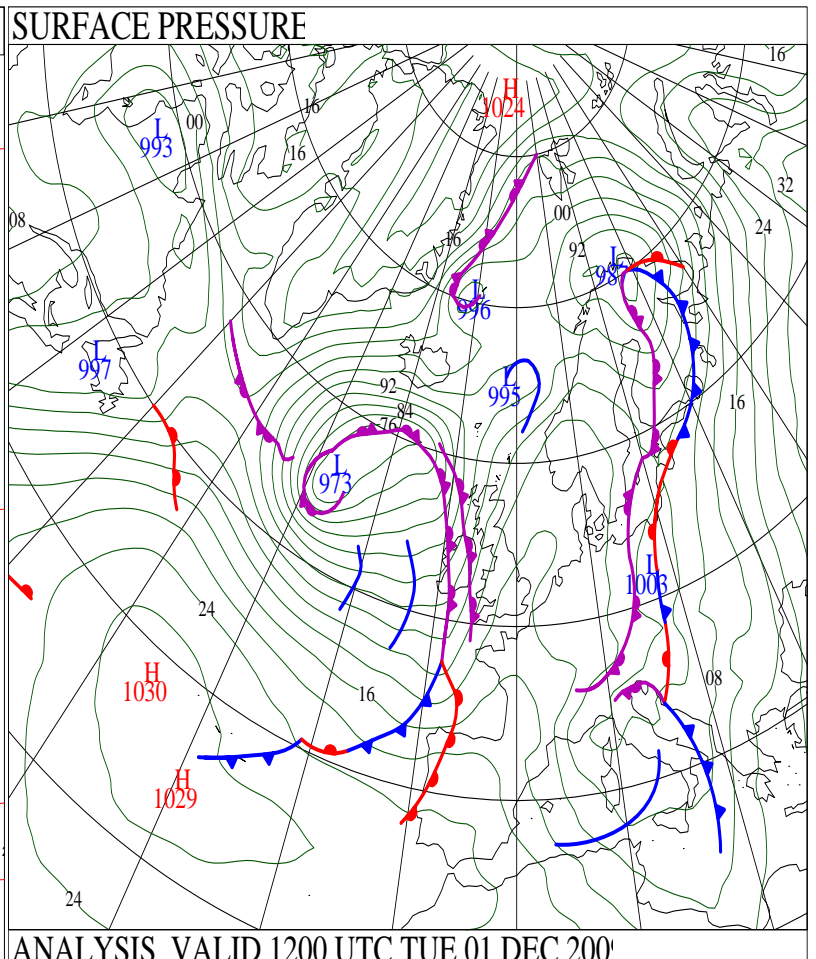 SURFACE PRESSURE
16
H
1024
16
L
993
00
16
32
08
00
24
16
92
L
98
L
996
L
997
92
L
995
84
76
16
L
973
L
1003
24
H
1030
08
16
H
1029
24
ANALYSIS VALID 1200 UTC TUE 01 DEC 200